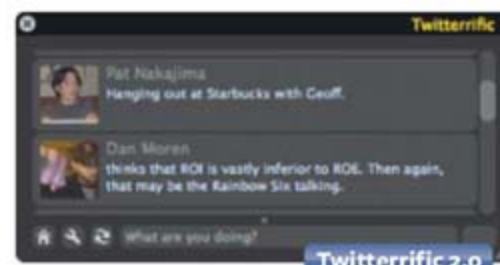 Twitterrific
Pat Nakajima
Hanging out at Starbucks with Geoff.
Dan Moren
thinks that ROI is vastly inferior to ROE. Then again,
that may be the Rainbow Six talking.
What are you doing?
Twitterrific 2.0